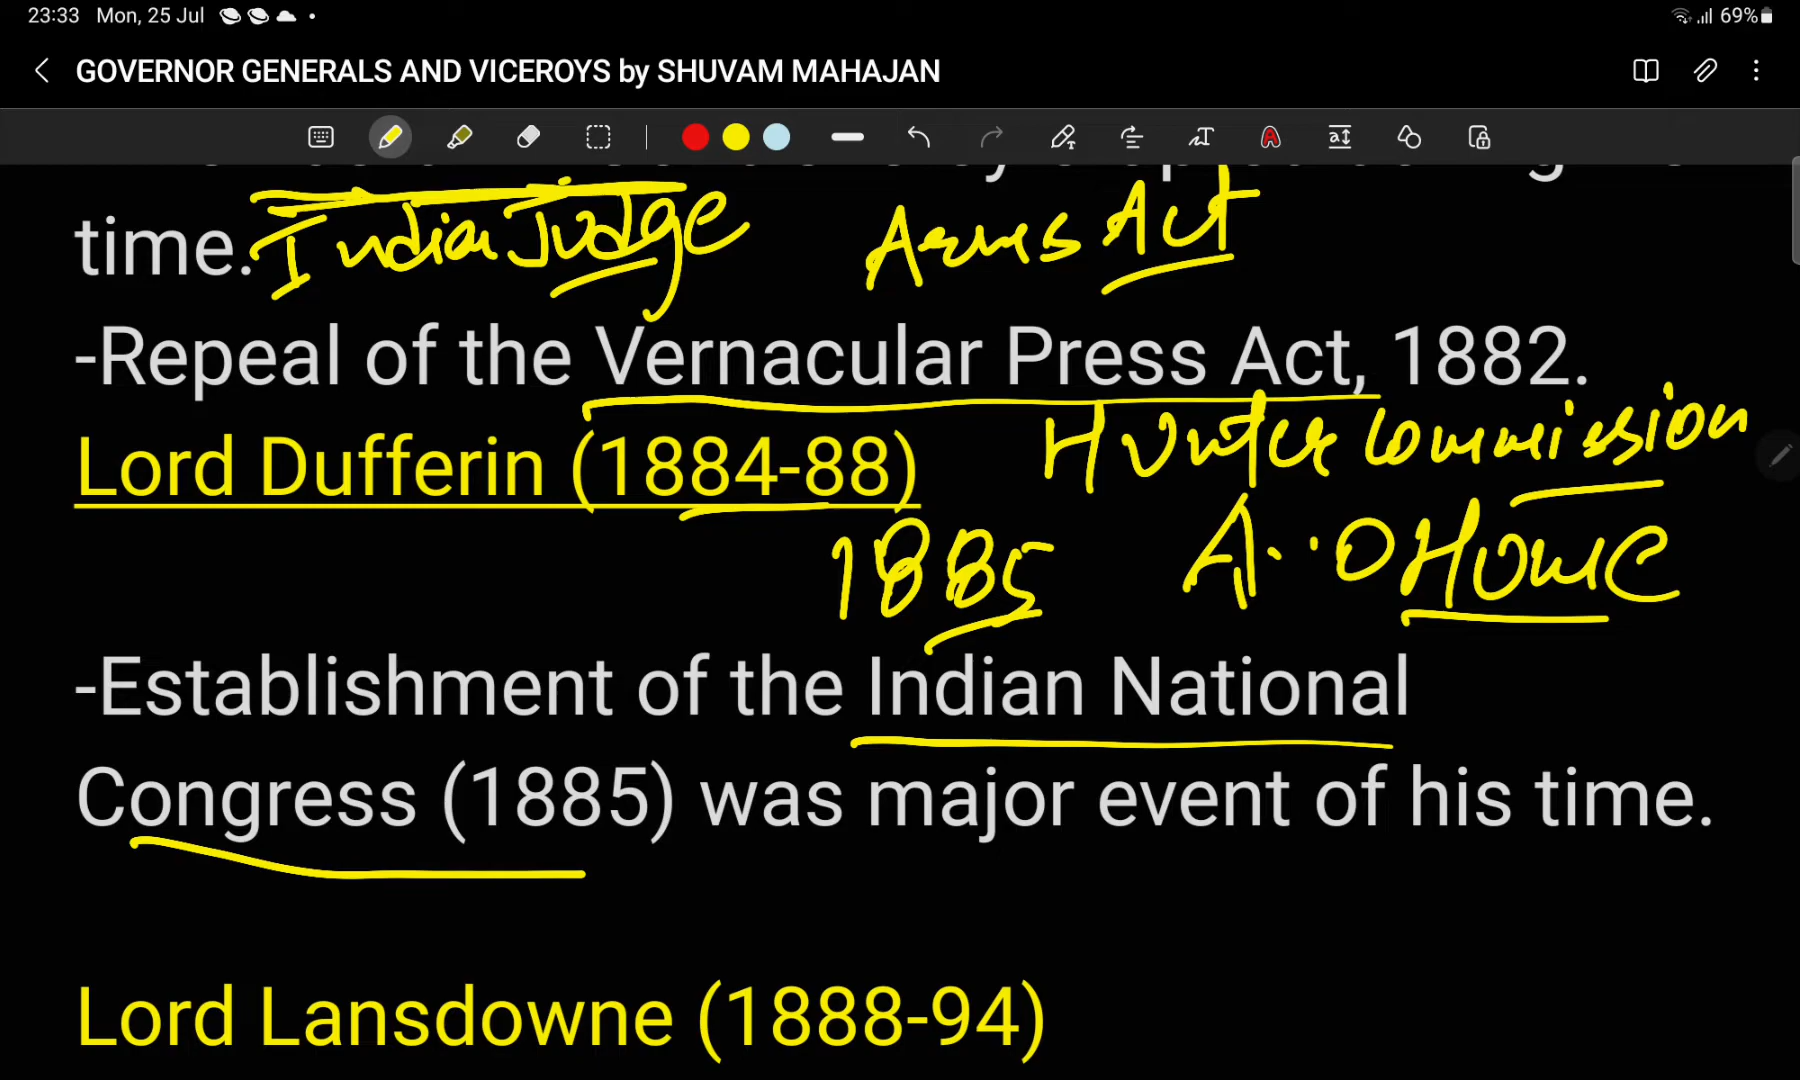 23:33 Mon, 25 Jul 69%
GOVERNOR GENERALS AND VICEROYS by SHUVAM MAHAJAN
time. Indian Judge Arms Act
-Repeal of the Vernacular Press Act, 1882.
Hunter Commission
Lord Dufferin (1884-88)
1885 A. O Hume
-Establishment of the Indian National
Congress (1885) was major event of his time.
Lord Lansdowne (1888-94)